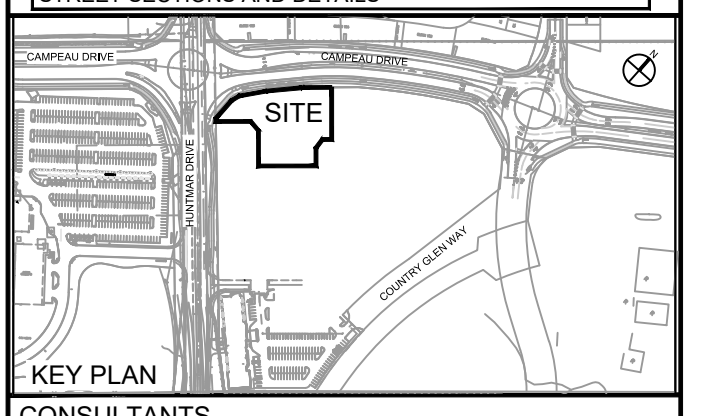 STREET SECTIONS AND DETAILS
CAMPEAU DRIVE
CAMPEAU DRIVE
N
SITE
HUNTMAR DRIVE
COUNTRY GLEN WAY
KEY PLAN
CONSULTANTS